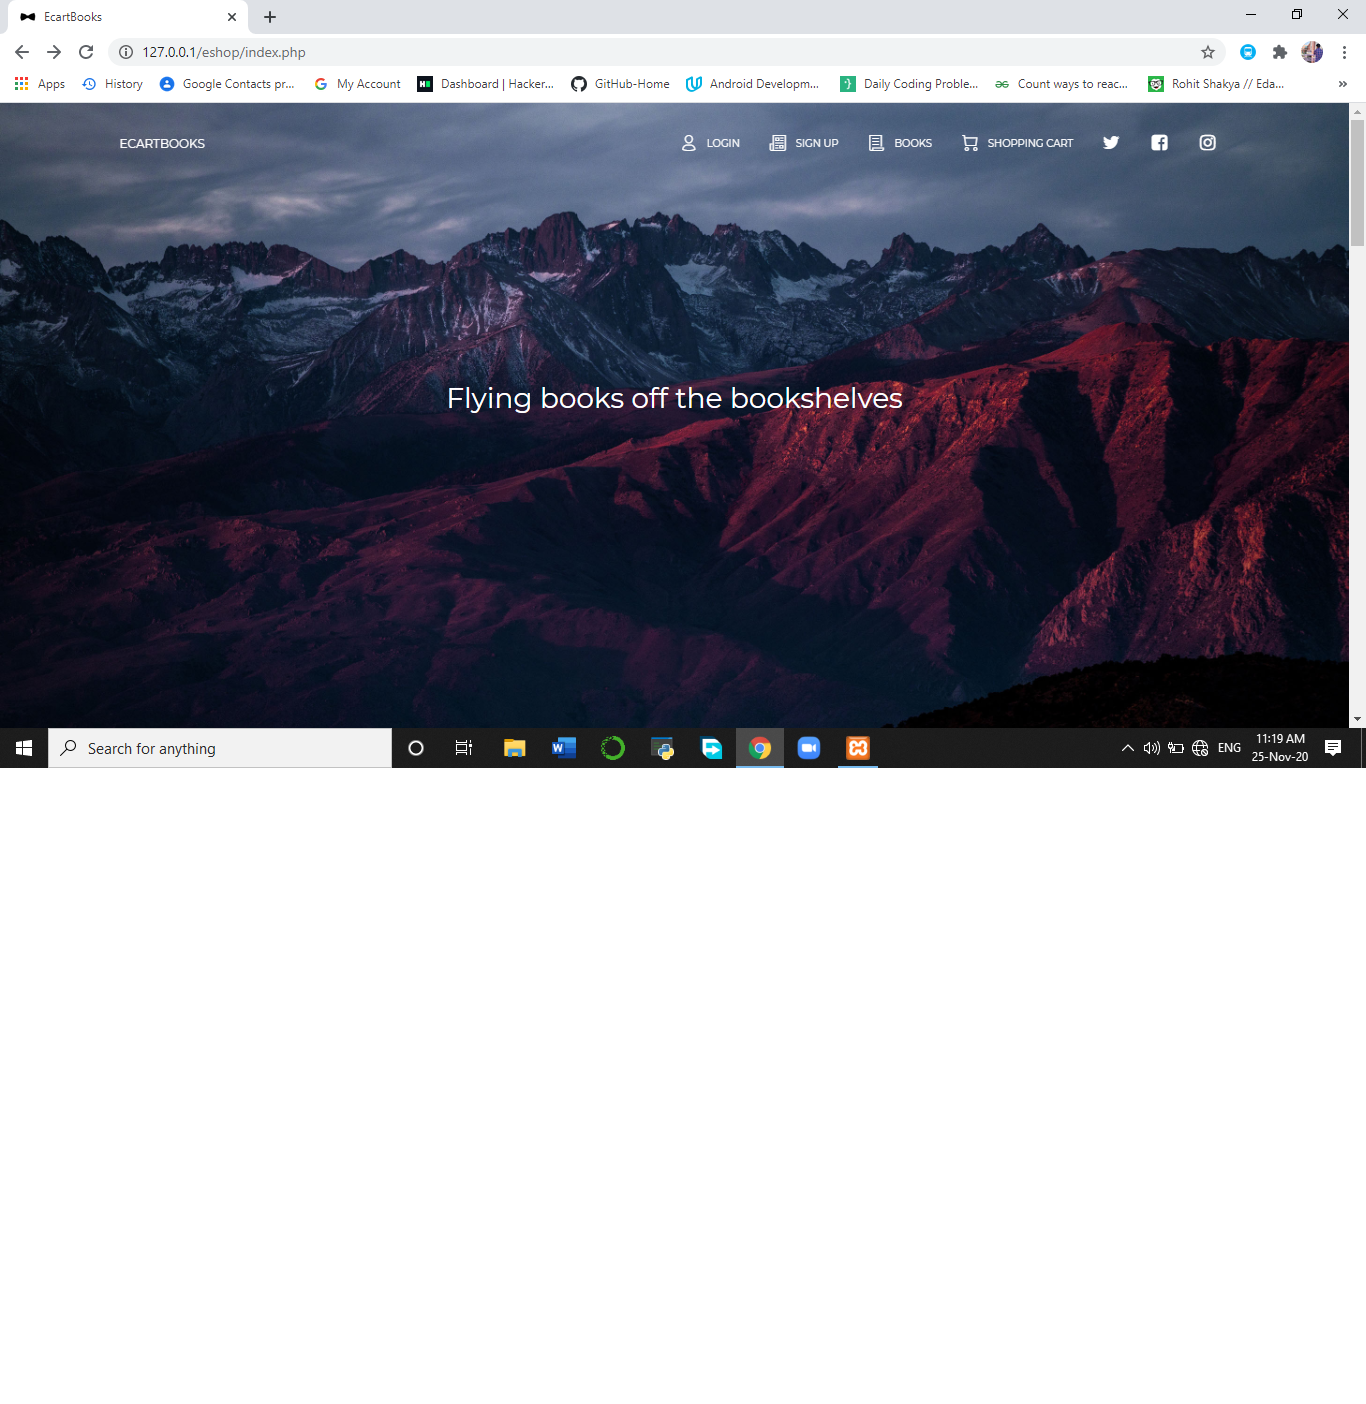 EcartBooks
127.0.0.1/eshop/index.php
Apps History Google Contacts pr... My Account Dashboard | Hacker... GitHub-Home Android Developm... Daily Coding Proble... Count ways to reac... Rohit Shakya // Eda... »
ECARTBOOKS LOGIN SIGN UP BOOKS SHOPPING CART
Flying books off the bookshelves
Search for anything ENG 11:19 AM
25-Nov-20